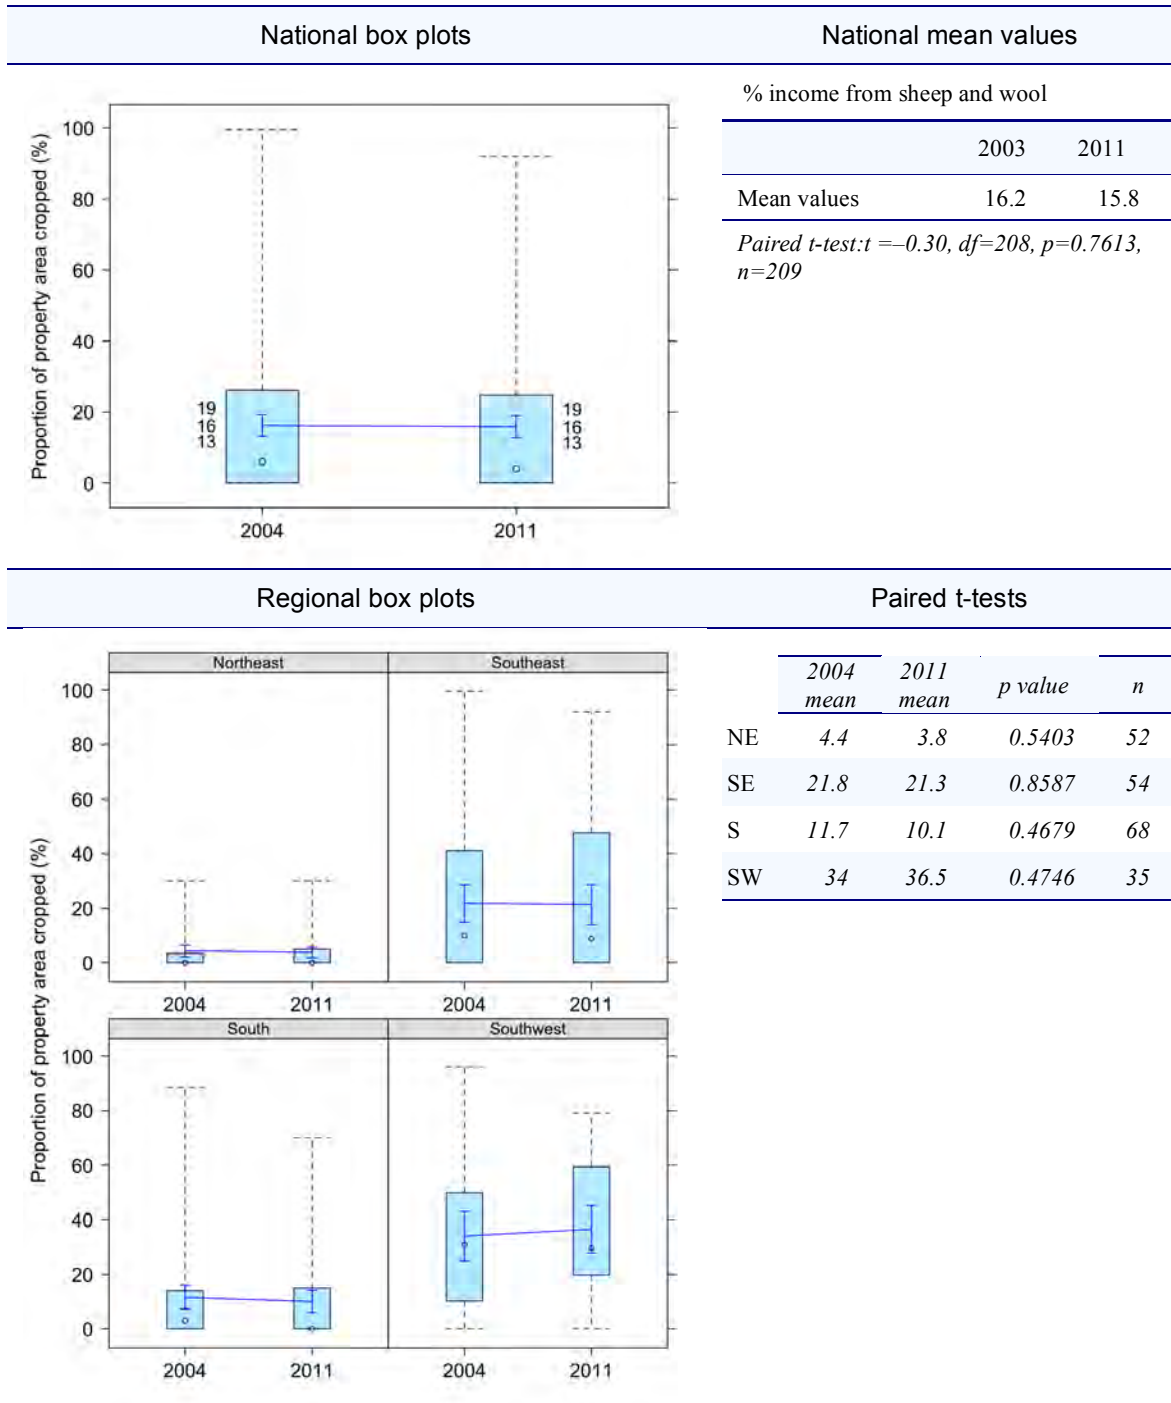 National box plots
National mean values
Proportion of property area cropped (%)
100
80
60
40
20
0
19
16
13
19
16
13
2004 2011
% income from sheep and wool
2003 2011
Mean values 16.2 15.8
Paired t-test:t =–0.30, df=208, p=0.7613,
n=209
Regional box plots
Paired t-tests
Proportion of property area cropped (%)
Northeast Southeast
100
80
60
40
20
0
2004 2011 2004 2011
South Southwest
100
80
60
40
20
0
2004 2011 2004 2011
2004 mean 2011 mean p value n
NE 4.4 3.8 0.5403 52
SE 21.8 21.3 0.8587 54
S 11.7 10.1 0.4679 68
SW 34 36.5 0.4746 35